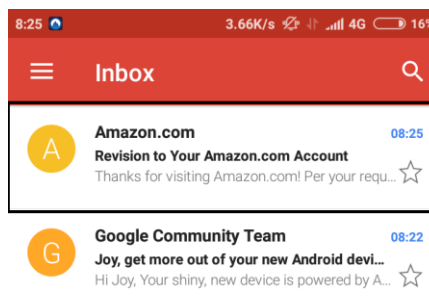 8:25 3.66K/s 4G 16%
Inbox
A Amazon.com 08:25
Revision to Your Amazon.com Account
Thanks for visiting Amazon.com! Per your requ...
G Google Community Team 08:22
Joy, get more out of your new Android devi...
Hi Joy, Your shiny, new device is powered by A...